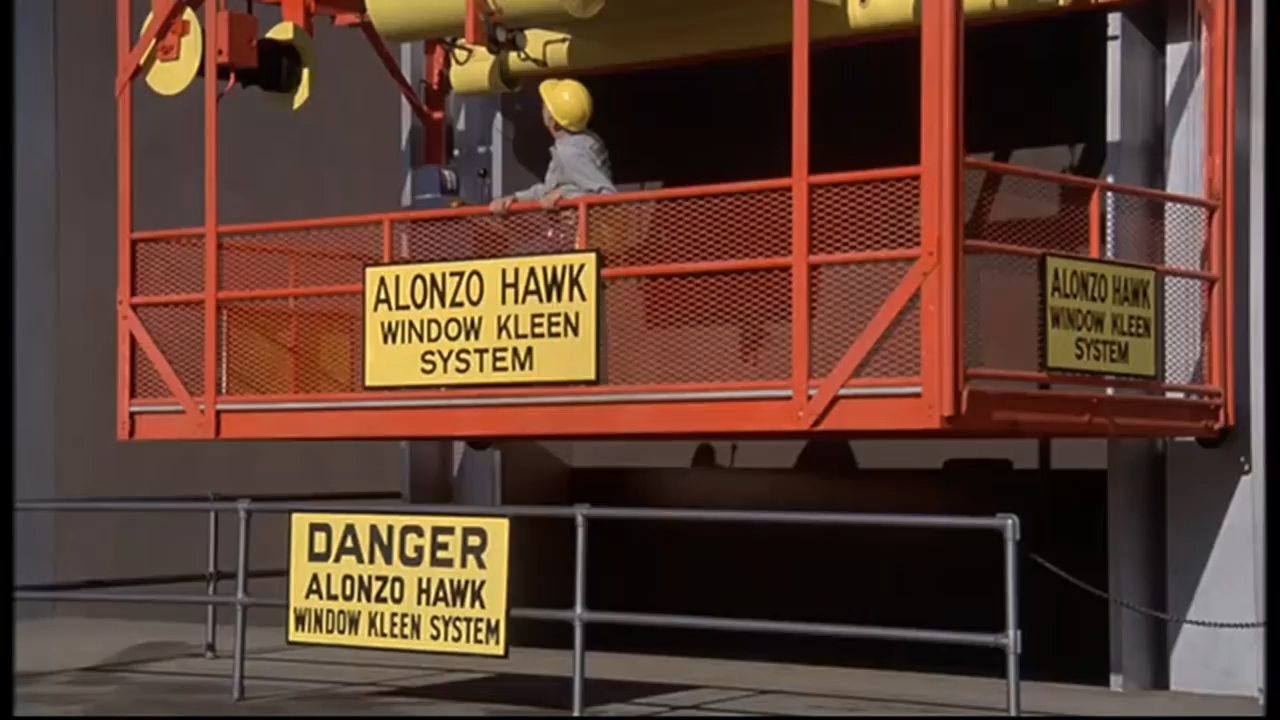 ALONZO HAWK
WINDOW KLEEN
SYSTEM
ALONZO HAWK
WINDOW KLEEN
SYSTEM
DANGER
ALONZO HAWK
WINDOW KLEEN SYSTEM